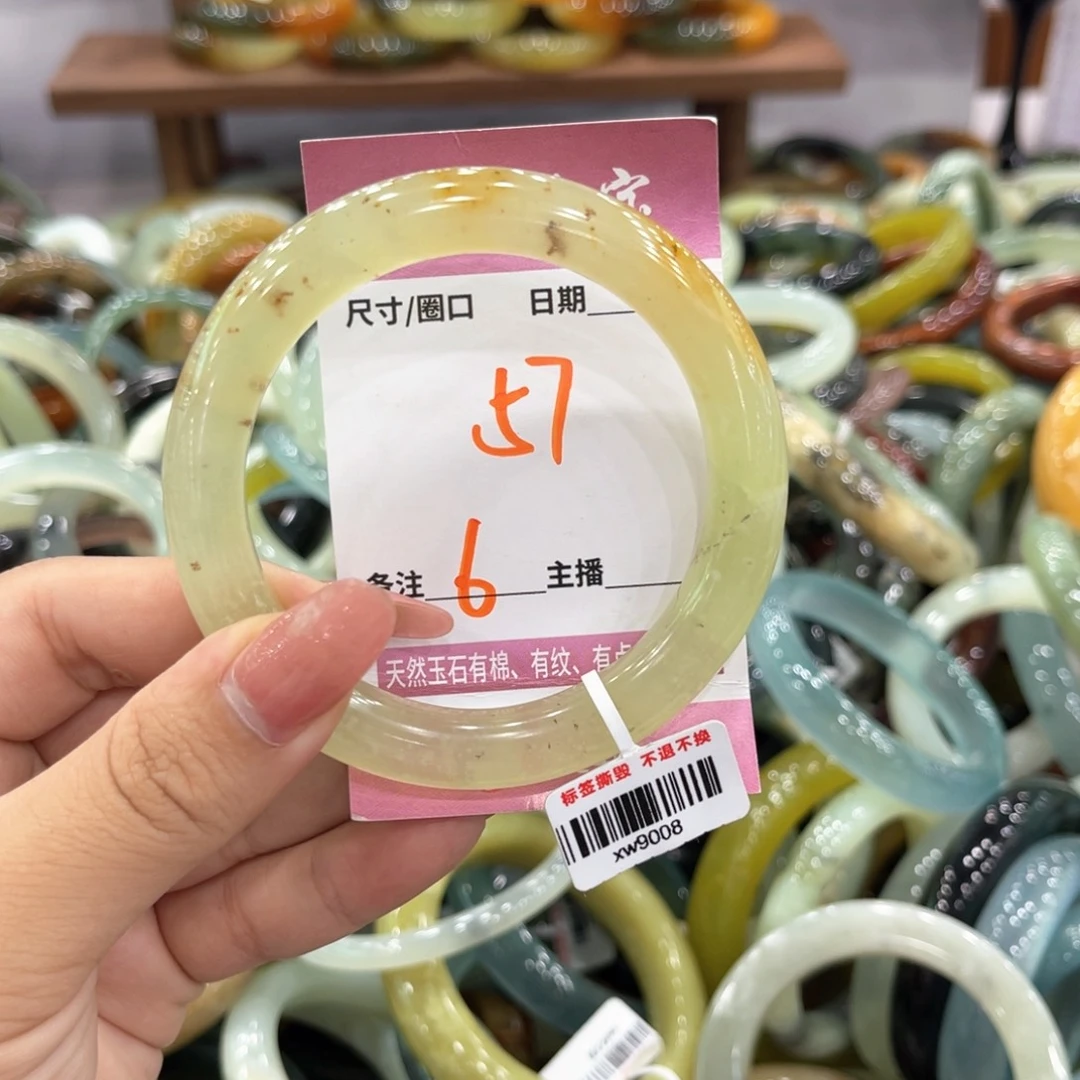 尺寸/圈口 日期
57
备注 6 主播
天然玉石有棉、有纹、有点
标签撕毁 不退不换
xw9008